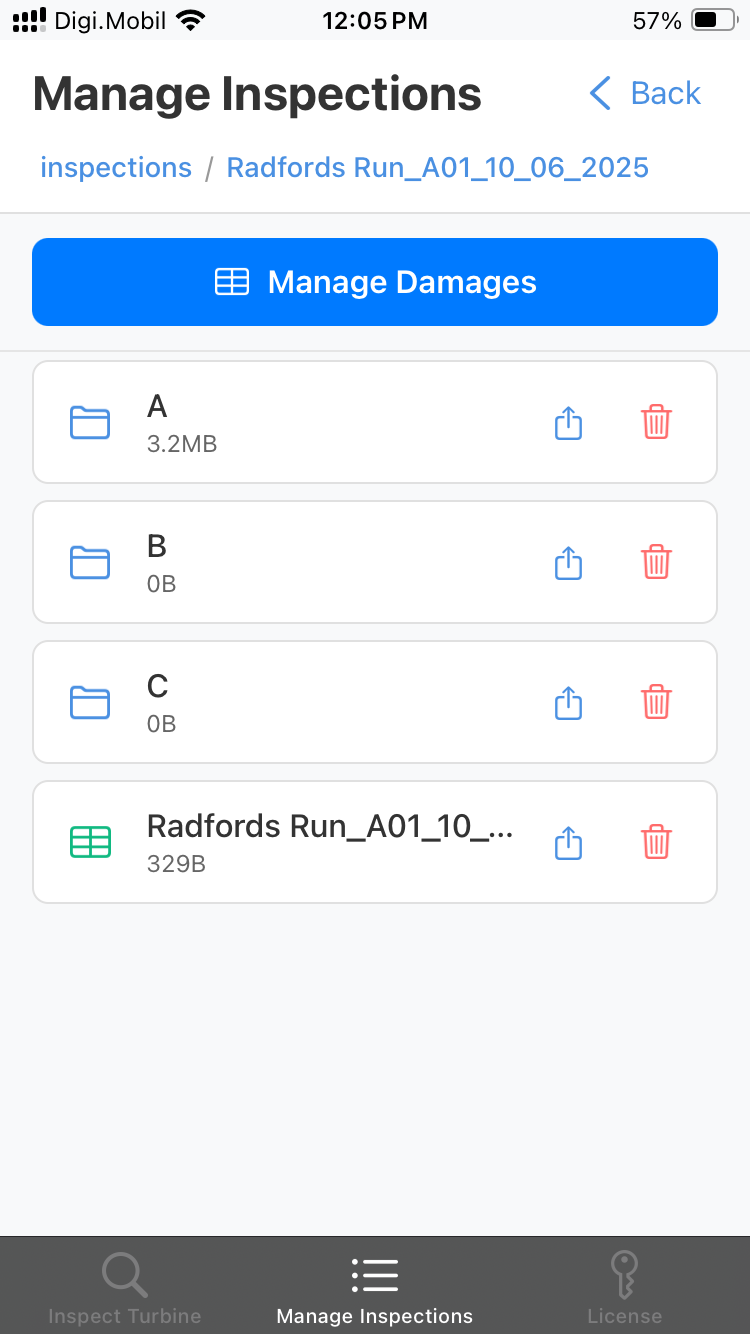 Digi.Mobil 12:05 PM 57%
Manage Inspections Back
inspections / Radfords Run_A01_10_06_2025
Manage Damages
A
3.2MB
B
0B
C
0B
Radfords Run_A01_10_...
329B
Inspect Turbine Manage Inspections License